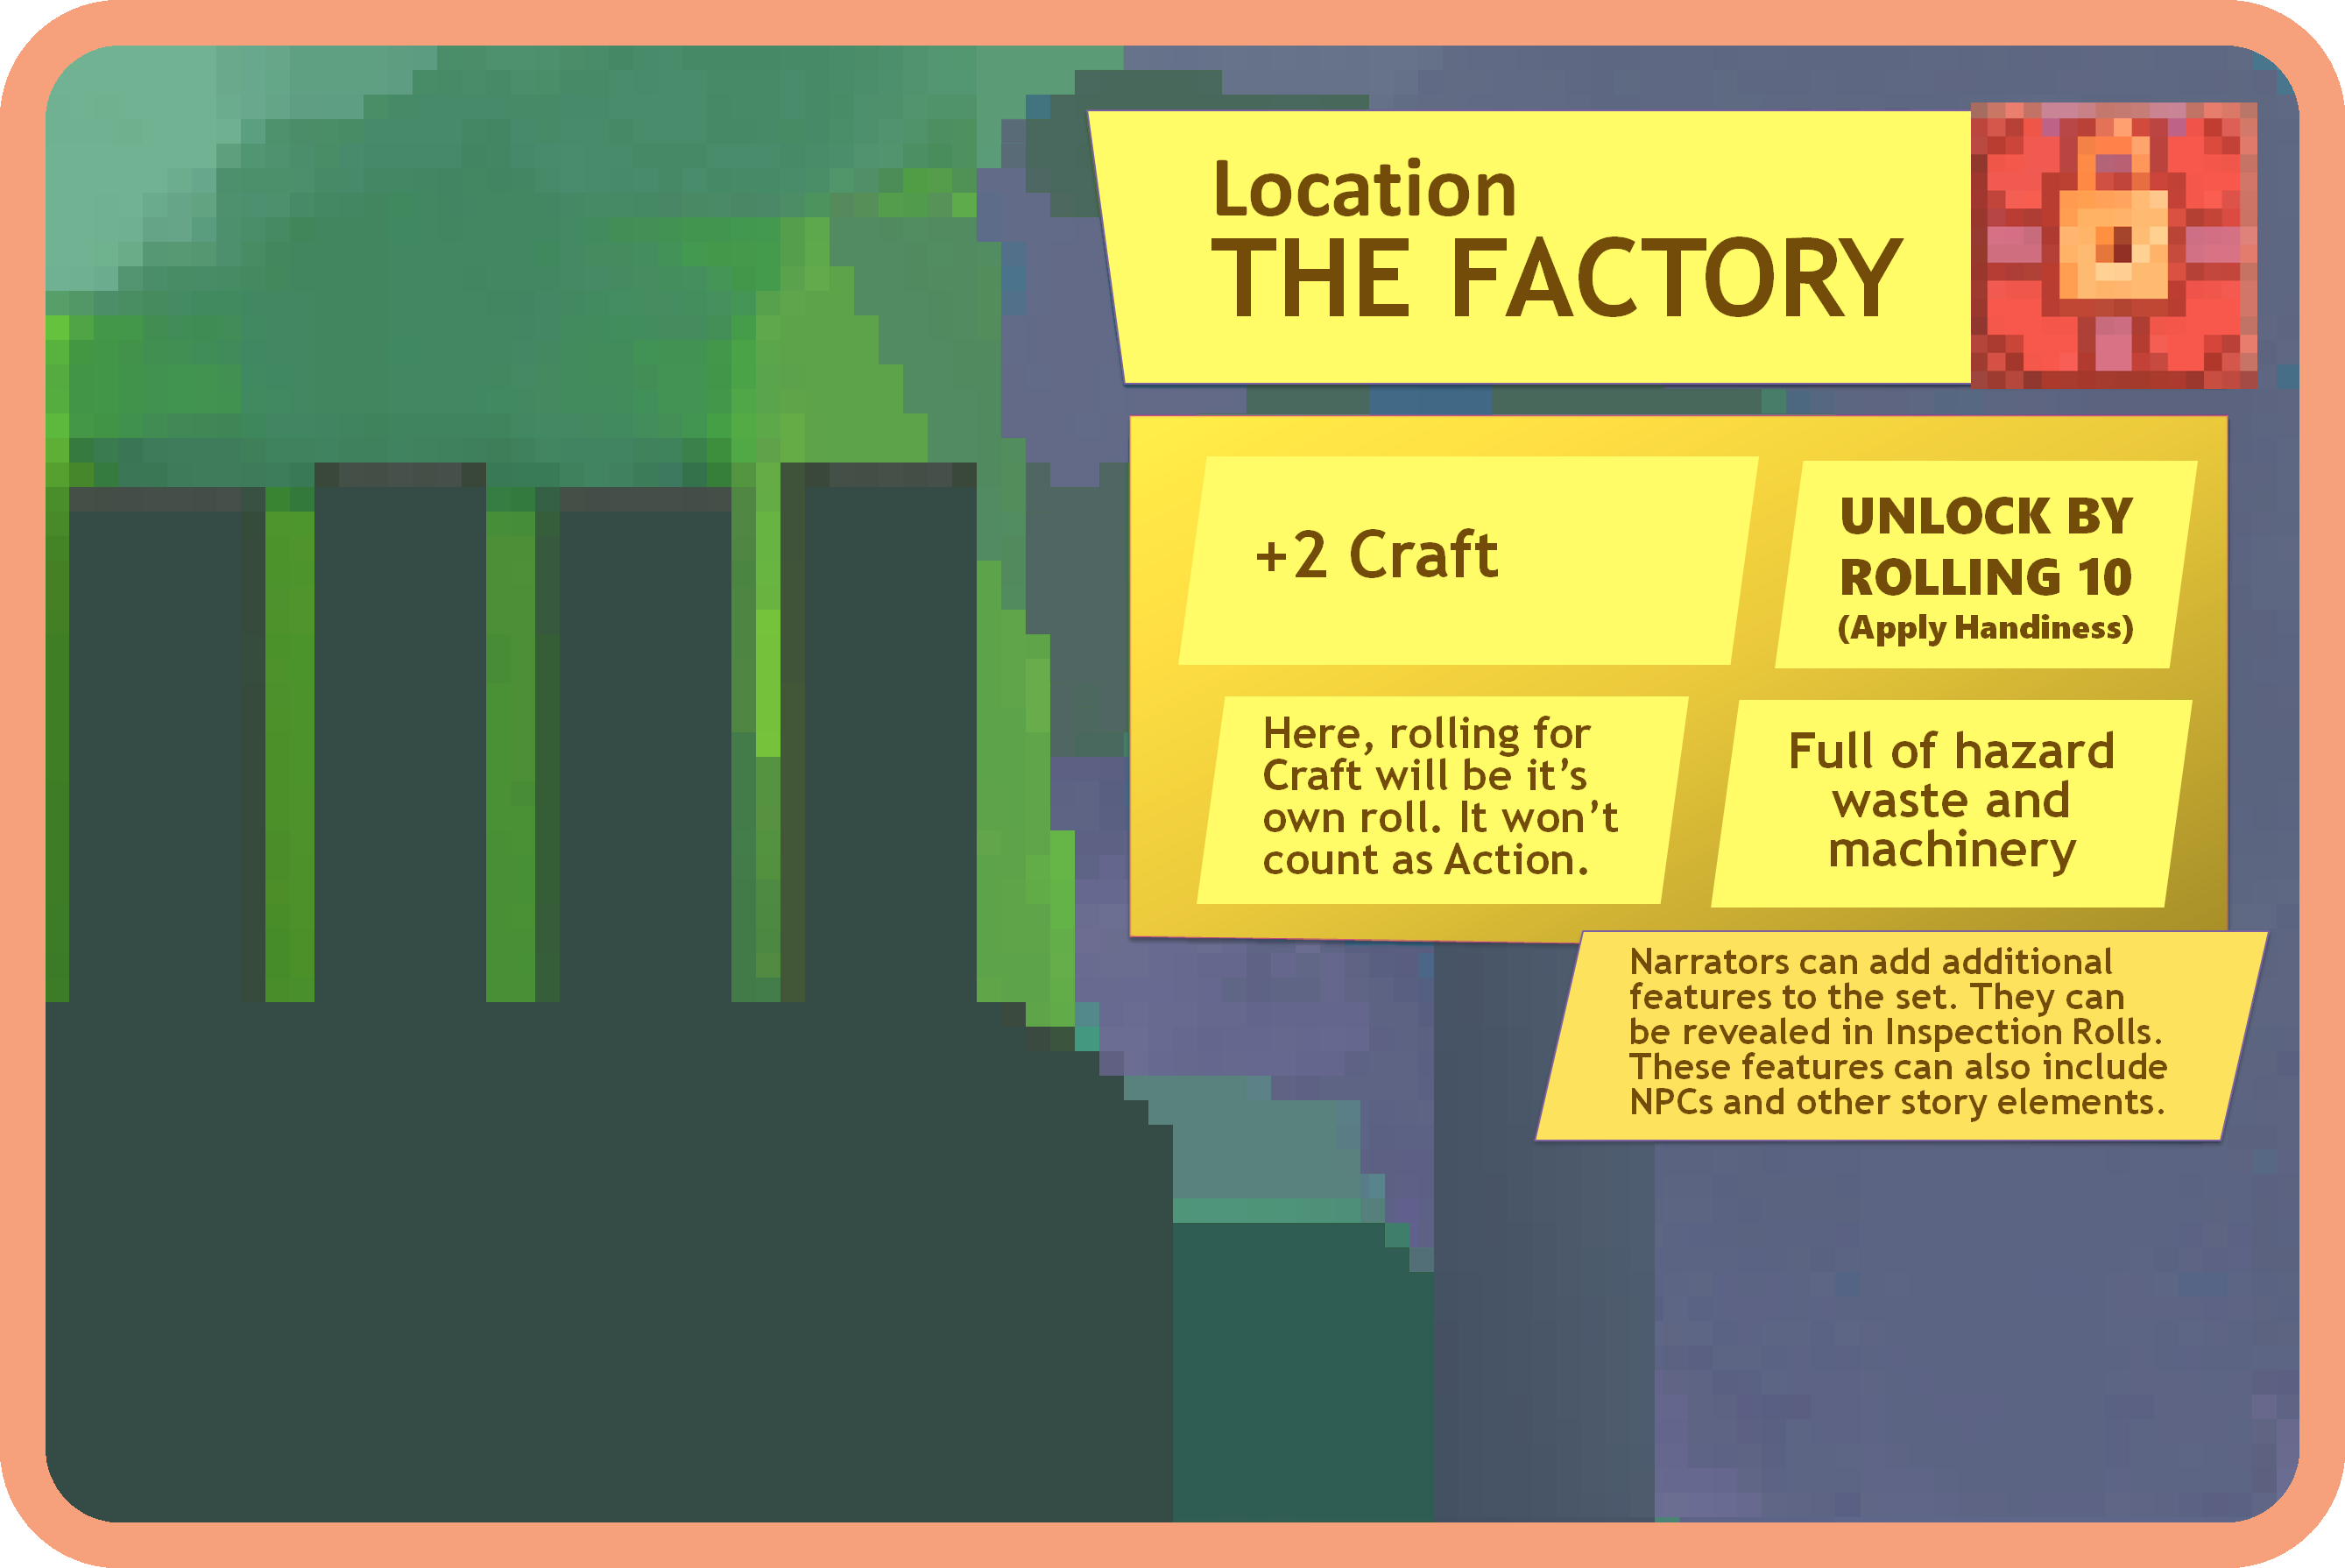 Location
THE FACTORY
+2 Craft
UNLOCK BY
ROLLING 10
(Apply Handiness)
Here, rolling for
Craft will be it’s
own roll. It won’t
count as Action.
Full of hazard
waste and
machinery
Narrators can add additional
features to the set. They can
be revealed in Inspection Rolls.
These features can also include
NPCs and other story elements.